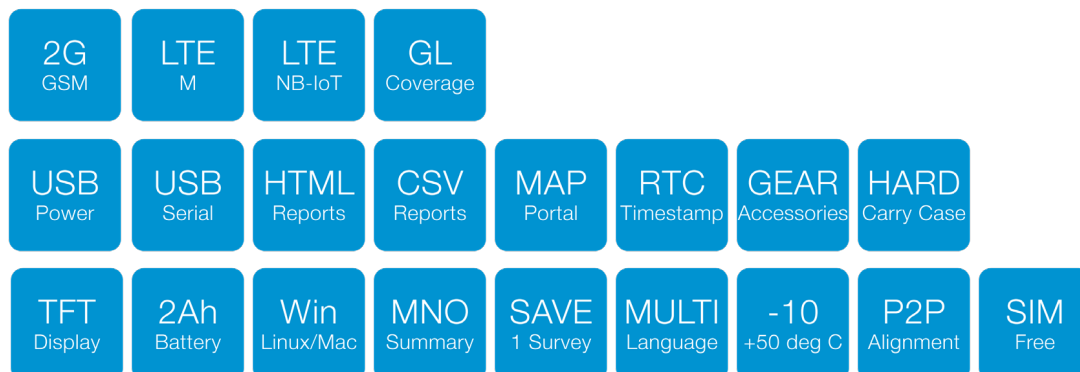 2G
GSM
LTE
M
LTE
NB-IoT
GL
Coverage
USB
Power
USB
Serial
HTML
Reports
CSV
Reports
MAP
Portal
RTC
Timestamp
GEAR
Accessories
HARD
Carry Case
TFT
Display
2Ah
Battery
Win
Linux/Mac
MNO
Summary
SAVE
1 Survey
MULTI
Language
-10
+50 deg C
P2P
Alignment
SIM
Free